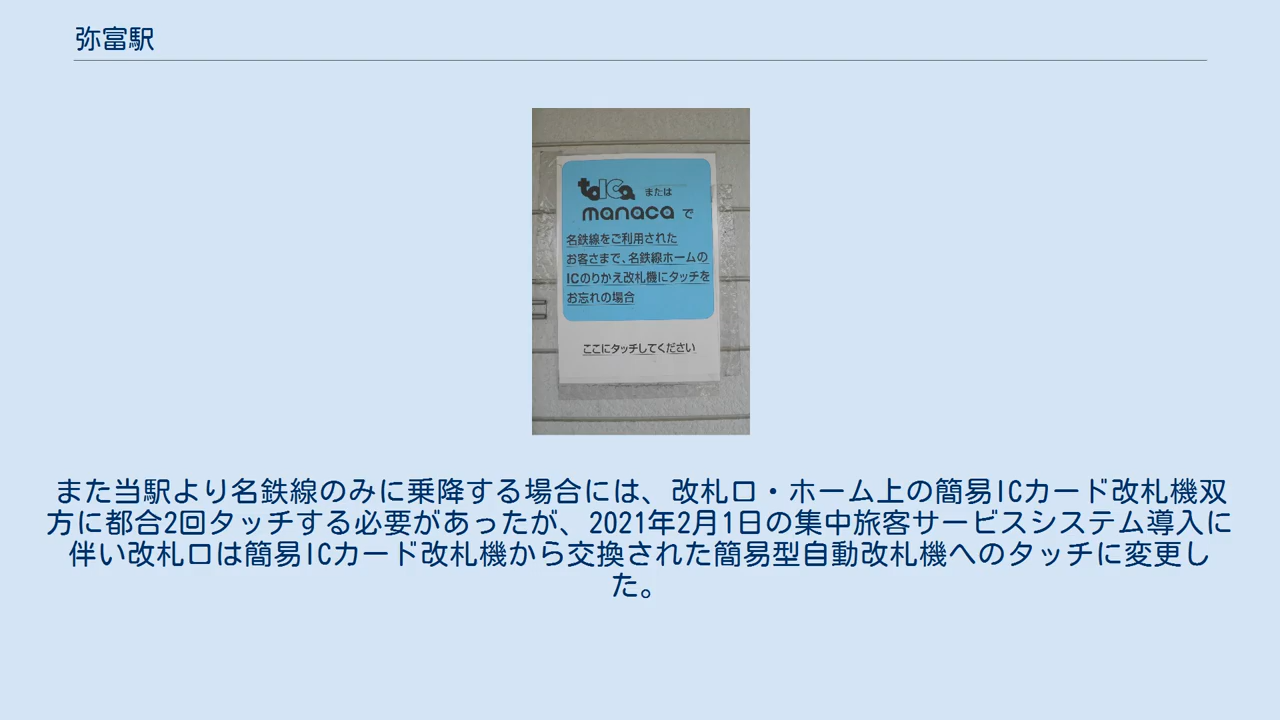 弥富駅
toICa または
manaca で
名鉄線をご利用された
お客さまで、名鉄線ホームの
ICのりかえ改札機にタッチを
お忘れの場合
ここにタッチしてください
また当駅より名鉄線のみに乗降する場合には、改札口・ホーム上の簡易ICカード改札機双
方に都合2回タッチする必要があったが、2021年2月1日の集中旅客サービスシステム導入に
伴い改札口は簡易ICカード改札機から交換された簡易型自動改札機へのタッチに変更し
た。